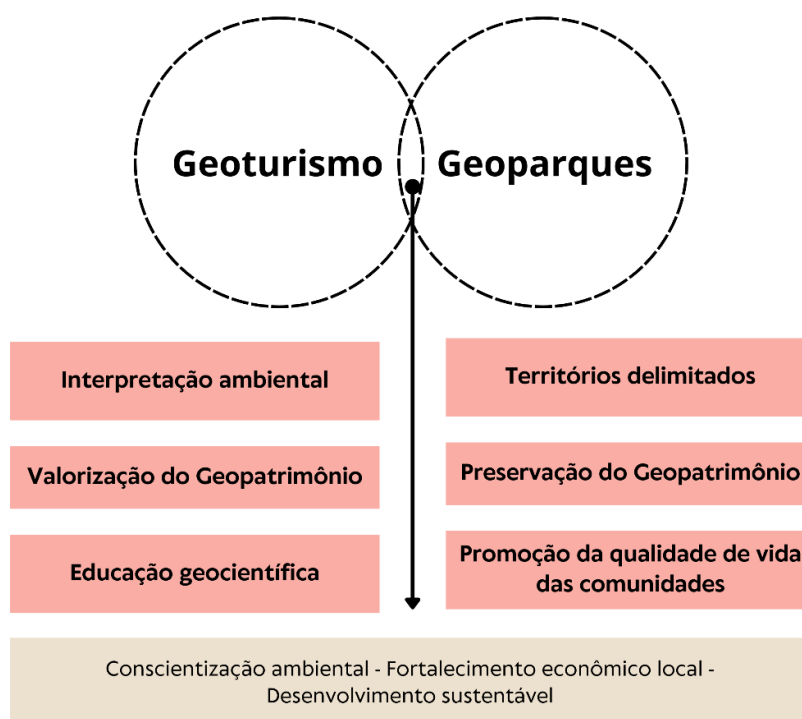 Geoturismo
Geoparques
Interpretação ambiental
Valorização do Geopatrimônio
Educação geocientífica
Territórios delimitados
Preservação do Geopatrimônio
Promoção da qualidade de vida
das comunidades
Conscientização ambiental - Fortalecimento econômico local -
Desenvolvimento sustentável